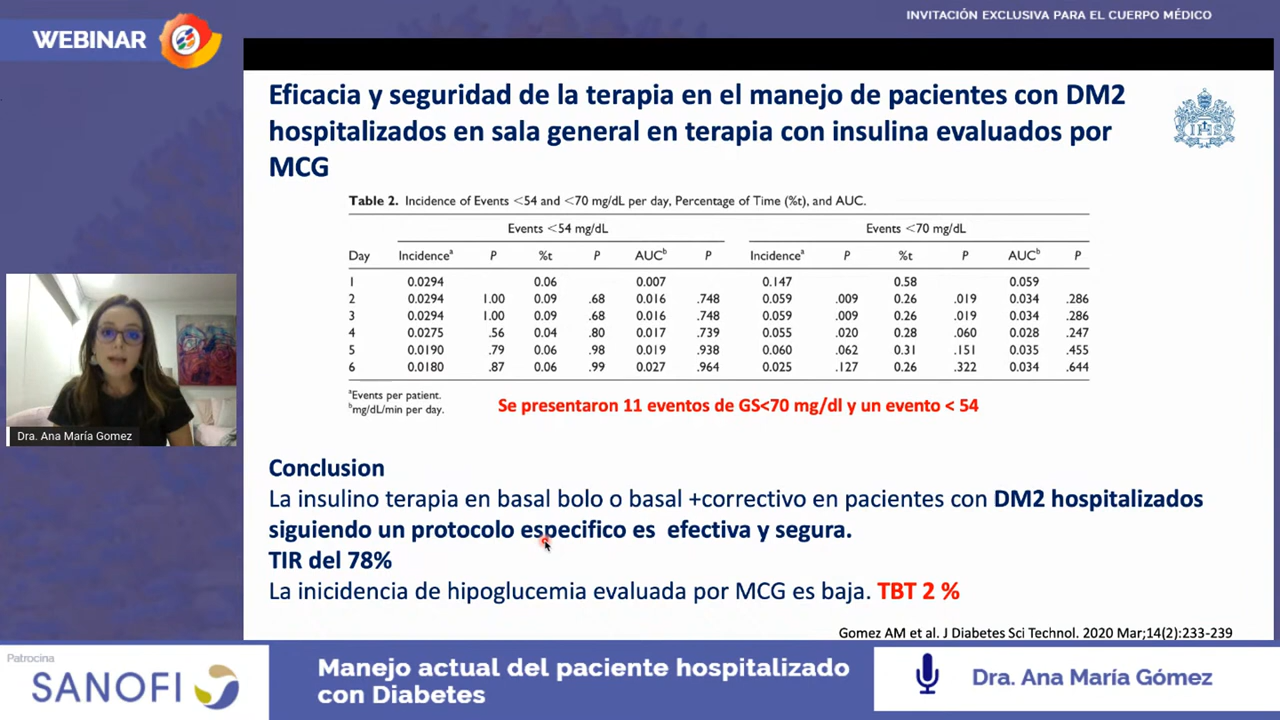 INVITACIÓN EXCLUSIVA PARA EL CUERPO MÉDICO
WEBINAR
Eficacia y seguridad de la terapia en el manejo de pacientes con DM2
hospitalizados en sala general en terapia con insulina evaluados por
MCG
Table 2. Incidence of Events <54 and <70 mg/dL per day, Percentage of Time (%t), and AUC.
Events <54 mg/dL Events <70 mg/dL
Day Incidenceᵃ P %t P AUCᵇ P Incidenceᵃ P %t P AUCᵇ P
1 0.0294 0.06 0.007 0.147 0.58 0.059
2 0.0294 1.00 0.09 .68 0.016 .748 0.059 .009 0.26 .019 0.034 .286
3 0.0294 1.00 0.09 .68 0.016 .748 0.059 .009 0.26 .019 0.034 .286
4 0.0275 .56 0.04 .80 0.017 .739 0.055 .020 0.28 .060 0.028 .247
5 0.0190 .79 0.06 .98 0.019 .938 0.060 .062 0.31 .151 0.035 .455
6 0.0180 .87 0.06 .99 0.027 .964 0.025 .127 0.26 .322 0.034 .644
ᵃEvents per patient.
ᵇmg/dL/min per day.
Se presentaron 11 eventos de GS<70 mg/dl y un evento < 54
Dra. Ana María Gomez
Conclusion
La insulino terapia en basal bolo o basal +correctivo en pacientes con DM2 hospitalizados
siguiendo un protocolo especifico es efectiva y segura.
TIR del 78%
La inicidencia de hipoglucemia evaluada por MCG es baja. TBT 2 %
Gomez AM et al. J Diabetes Sci Technol. 2020 Mar;14(2):233-239
Patrocina
SANOFI
Manejo actual del paciente hospitalizado
con Diabetes
Dra. Ana María Gómez